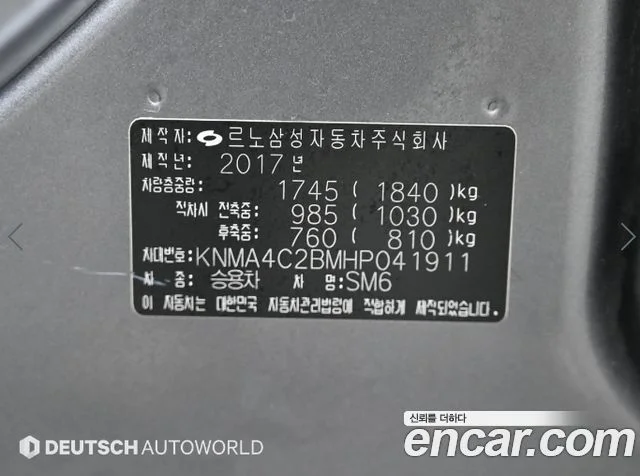 제작자: 르노삼성자동차주식회사
제작년: 2017년
차량총중량: 1745( 1840)kg
적차시 전축중: 985( 1030)kg
후축중: 760( 810)kg
차대번호:KNMA4C2BMHP041911
차 종: 승용차 차 명:SM6
이 자동차는 대한민국 자동차관리법령에 적합하게 제작되었습니다.
신뢰를 더하다
DEUTSCH AUTOWORLD
encar.com